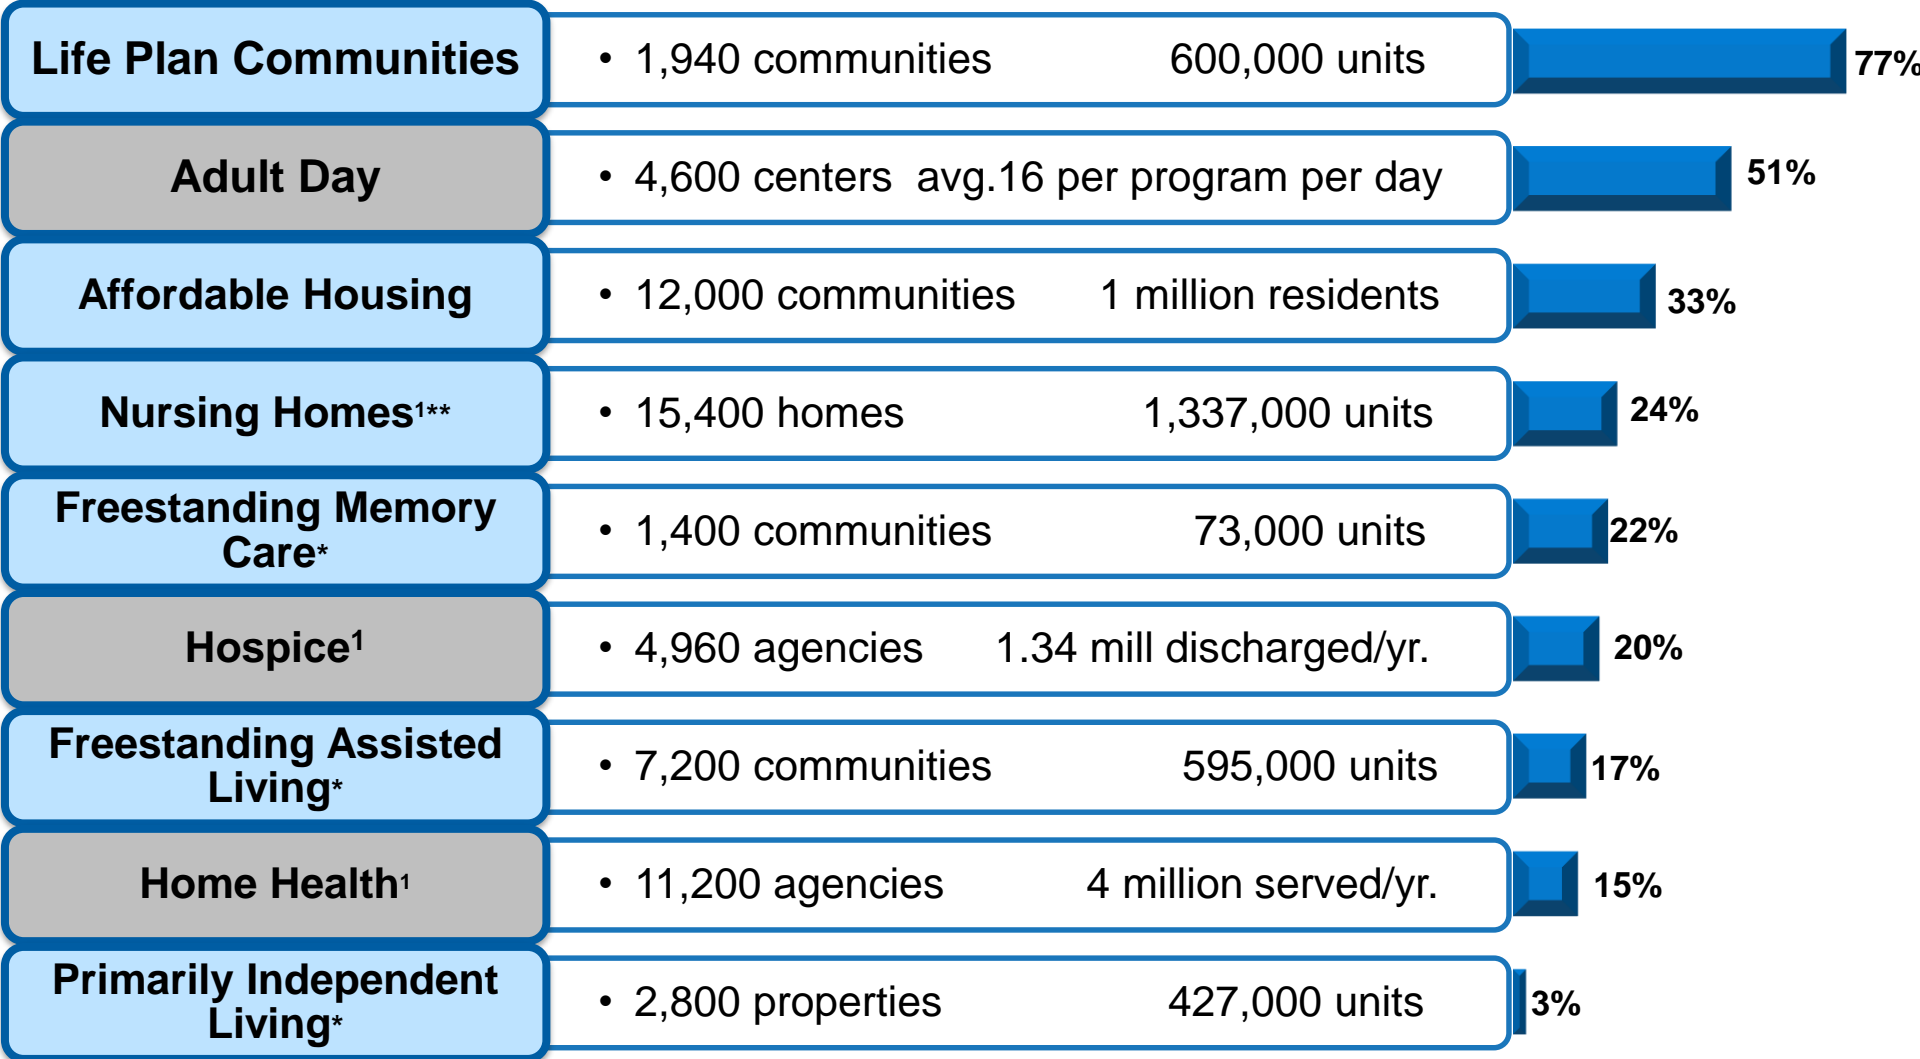 Life Plan Communities • 1,940 communities 600,000 units 77%
Adult Day • 4,600 centers avg.16 per program per day 51%
Affordable Housing • 12,000 communities 1 million residents 33%
Nursing Homes¹** • 15,400 homes 1,337,000 units 24%
Freestanding Memory
Care* • 1,400 communities 73,000 units 22%
Hospice¹ • 4,960 agencies 1.34 mill discharged/yr. 20%
Freestanding Assisted
Living* • 7,200 communities 595,000 units 17%
Home Health¹ • 11,200 agencies 4 million served/yr. 15%
Primarily Independent
Living* • 2,800 properties 427,000 units 3%